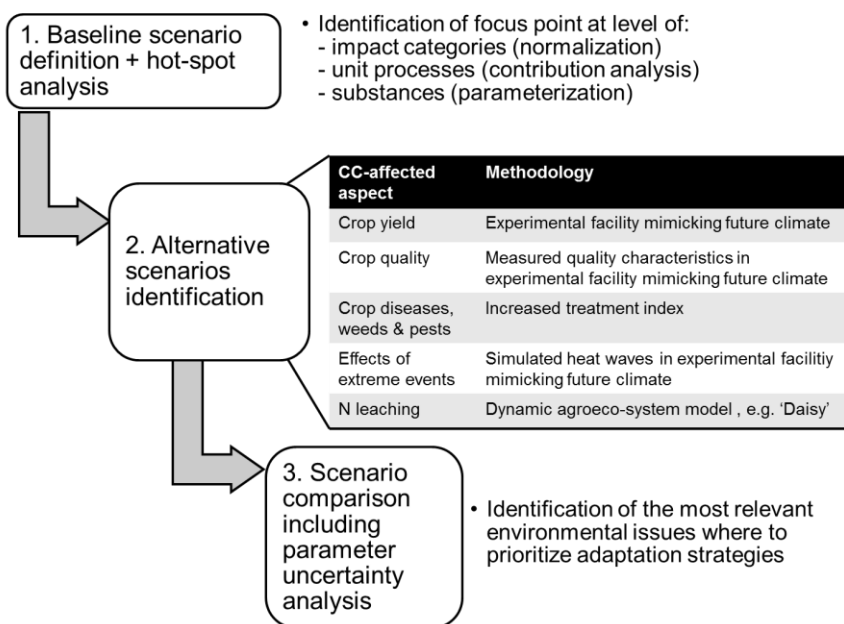 1. Baseline scenario
definition + hot-spot
analysis
• Identification of focus point at level of:
- impact categories (normalization)
- unit processes (contribution analysis)
- substances (parameterization)
2. Alternative
scenarios
identification
CC-affected
aspect
Methodology
Crop yield
Experimental facility mimicking future climate
Crop quality
Measured quality characteristics in
experimental facility mimicking future climate
Crop diseases,
weeds & pests
Increased treatment index
Effects of
extreme events
Simulated heat waves in experimental facilitiy
mimicking future climate
N leaching
Dynamic agroeco-system model , e.g. ‘Daisy’
3. Scenario
comparison
including
parameter
uncertainty
analysis
• Identification of the most relevant
environmental issues where to
prioritize adaptation strategies